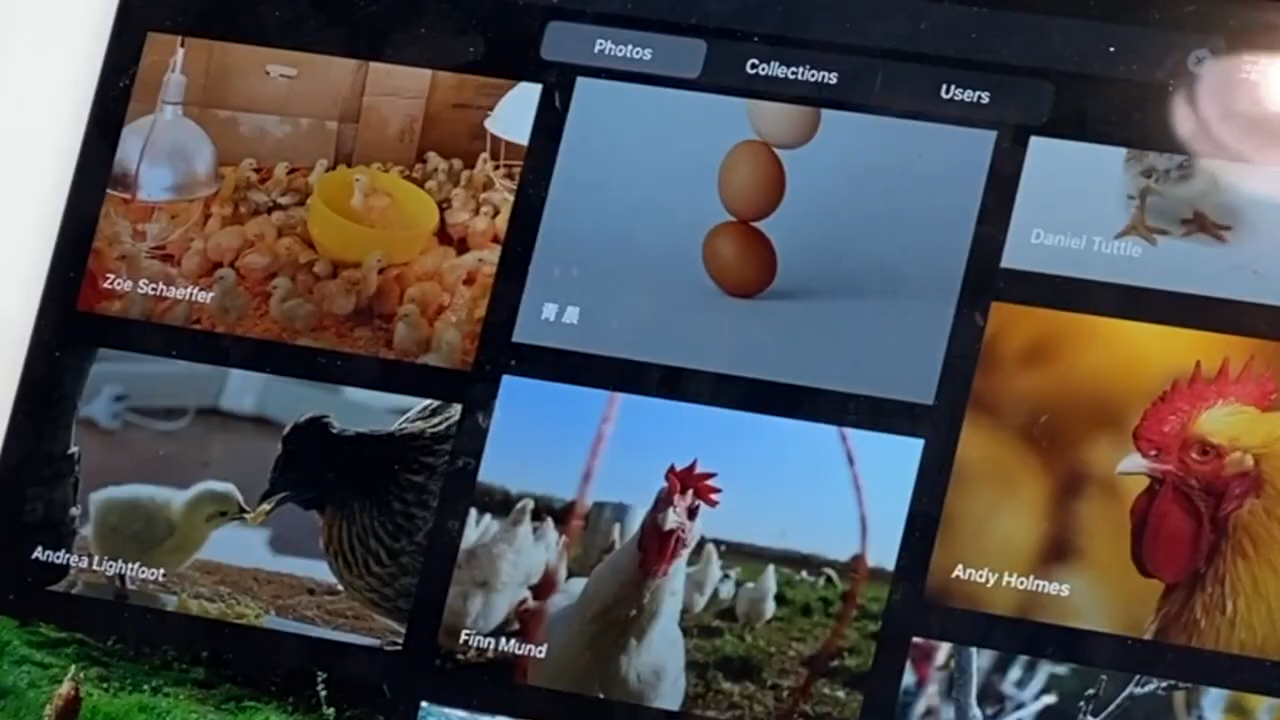 Photos
Collections
Users
Zoe Schaeffer
青 晨
Daniel Tuttle
Andrea Lightfoot
Finn Mund
Andy Holmes